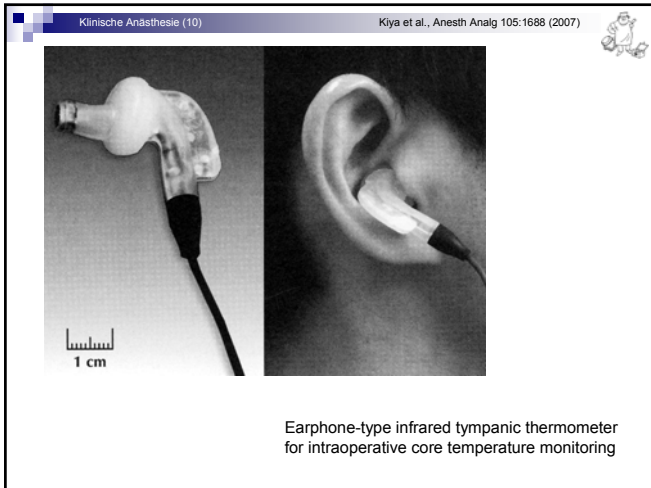 Klinische Anästhesie (10)
Kiya et al., Anesth Analg 105:1688 (2007)
1 cm
Earphone-type infrared tympanic thermometer
for intraoperative core temperature monitoring